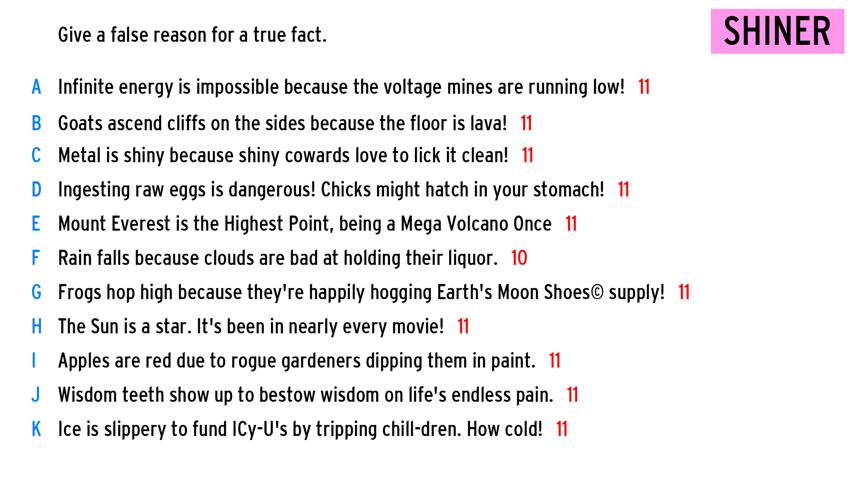 Give a false reason for a true fact.
SHINER
A Infinite energy is impossible because the voltage mines are running low! 11
B Goats ascend cliffs on the sides because the floor is lava! 11
C Metal is shiny because shiny cowards love to lick it clean! 11
D Ingesting raw eggs is dangerous! Chicks might hatch in your stomach! 11
E Mount Everest is the Highest Point, being a Mega Volcano Once 11
F Rain falls because clouds are bad at holding their liquor. 10
G Frogs hop high because they're happily hogging Earth's Moon Shoes© supply! 11
H The Sun is a star. It's been in nearly every movie! 11
I Apples are red due to rogue gardeners dipping them in paint. 11
J Wisdom teeth show up to bestow wisdom on life's endless pain. 11
K Ice is slippery to fund ICy-U's by tripping chill-dren. How cold! 11